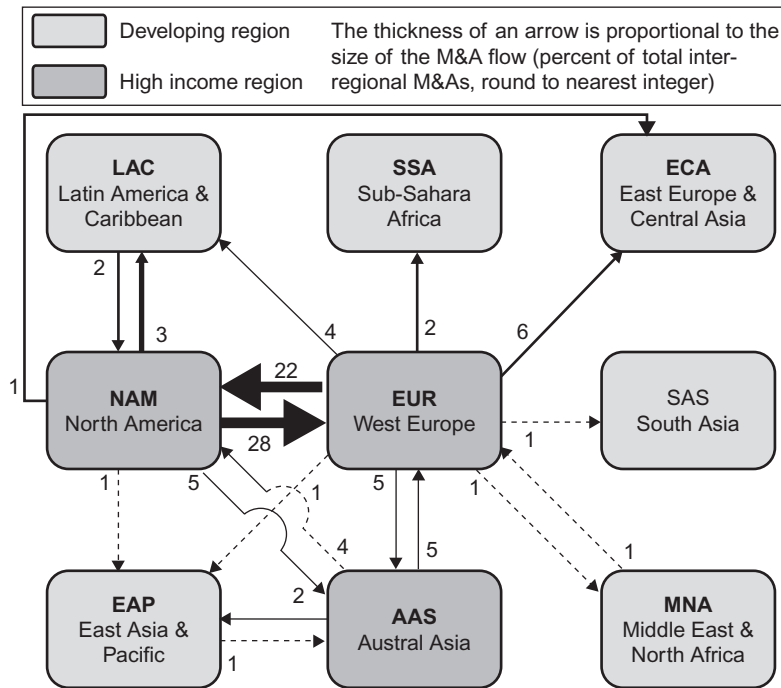 Developing region
High income region
The thickness of an arrow is proportional to the
size of the M&A flow (percent of total inter-
regional M&As, round to nearest integer)
LAC
Latin America &
Caribbean
SSA
Sub-Sahara
Africa
ECA
East Europe &
Central Asia
2
3
4
2
6
1
NAM
North America
22
28
EUR
West Europe
SAS
South Asia
1
1
5
1
5
1
4
5
1
2
1
EAP
East Asia &
Pacific
AAS
Austral Asia
MNA
Middle East &
North Africa